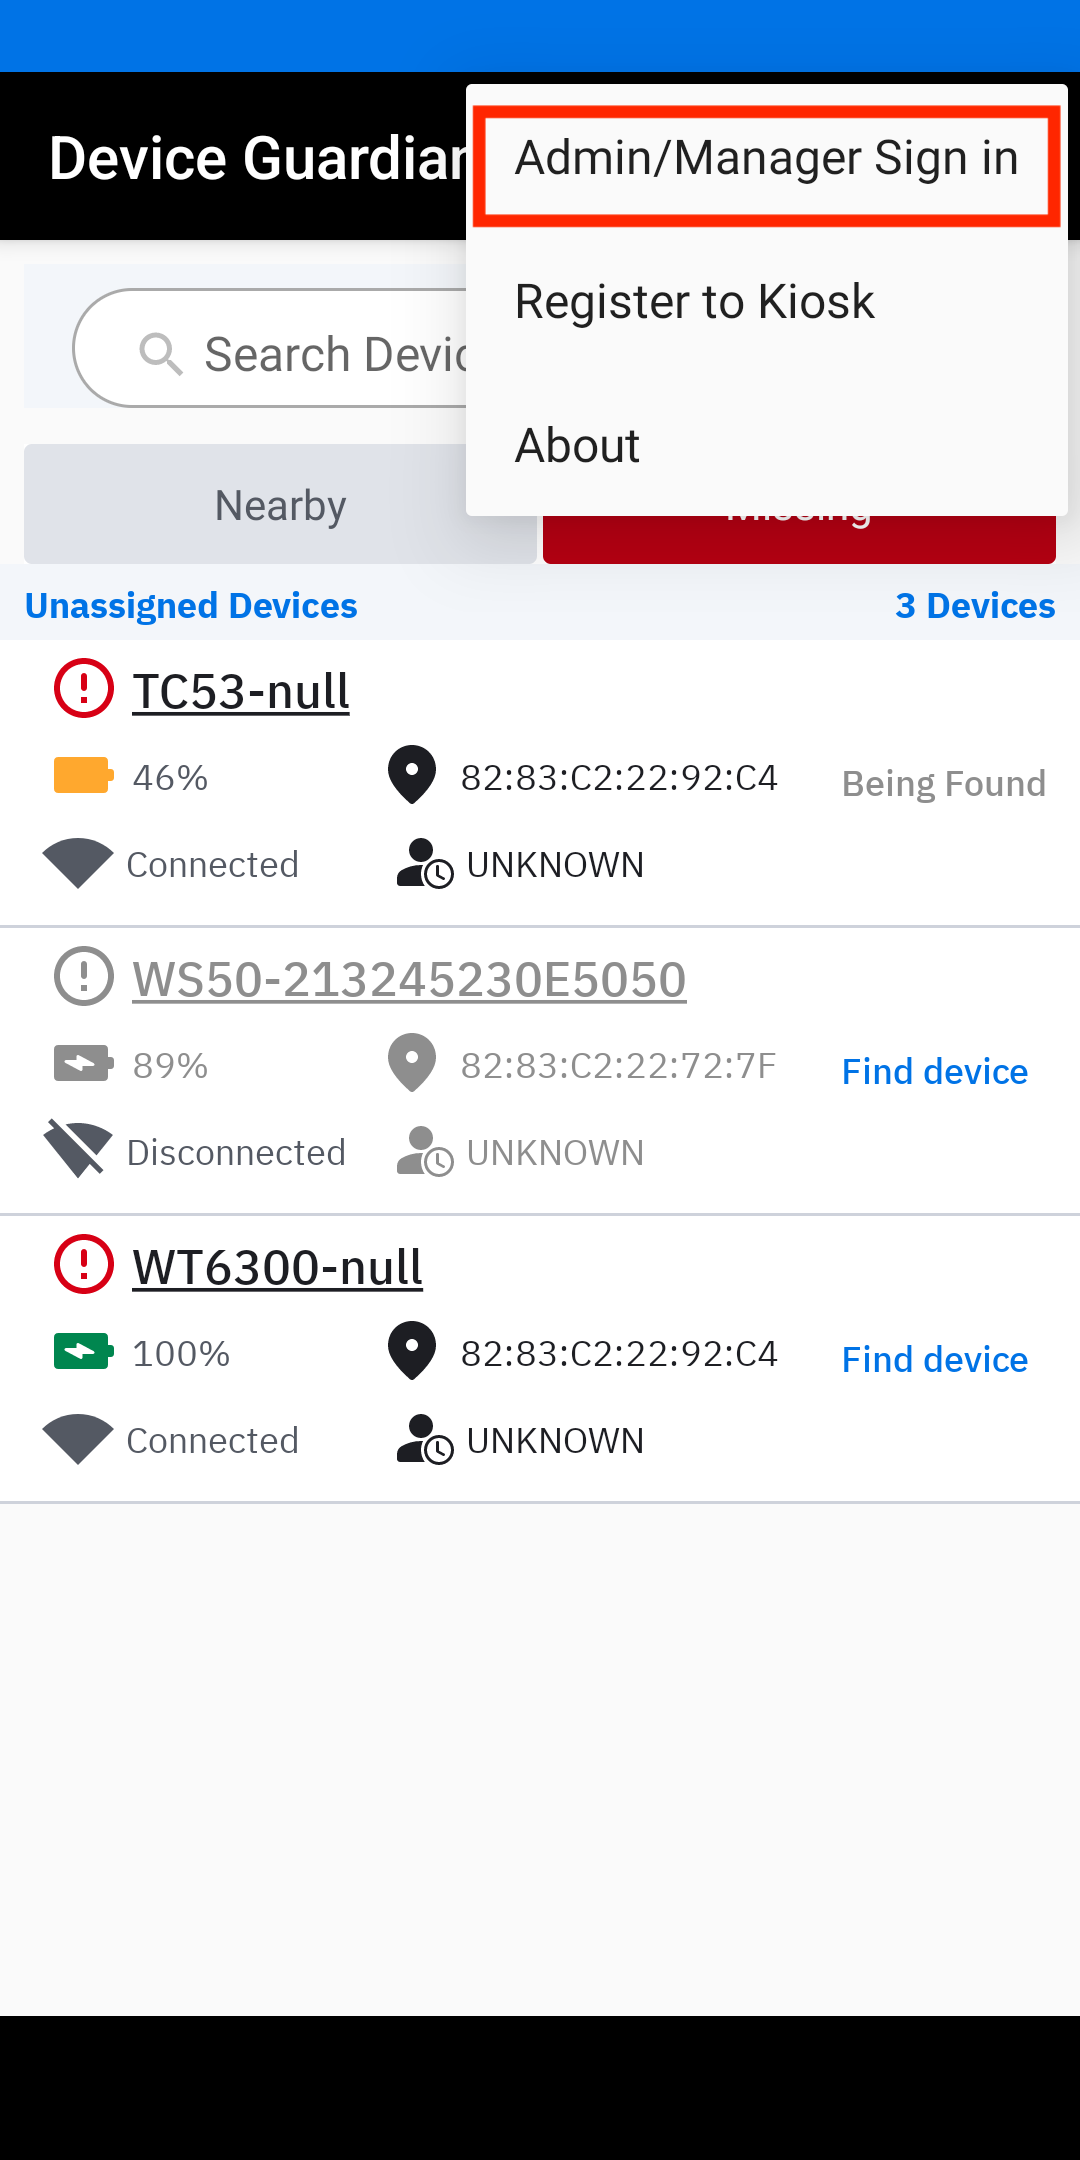 Device Guardian
Admin/Manager Sign in
Register to Kiosk
About
Search Devic
Nearby
Missing
Unassigned Devices
3 Devices
TC53-null
46%
82:83:C2:22:92:C4
Being Found
Connected
UNKNOWN
WS50-213245230E5050
89%
82:83:C2:22:72:7F
Find device
Disconnected
UNKNOWN
WT6300-null
100%
82:83:C2:22:92:C4
Find device
Connected
UNKNOWN